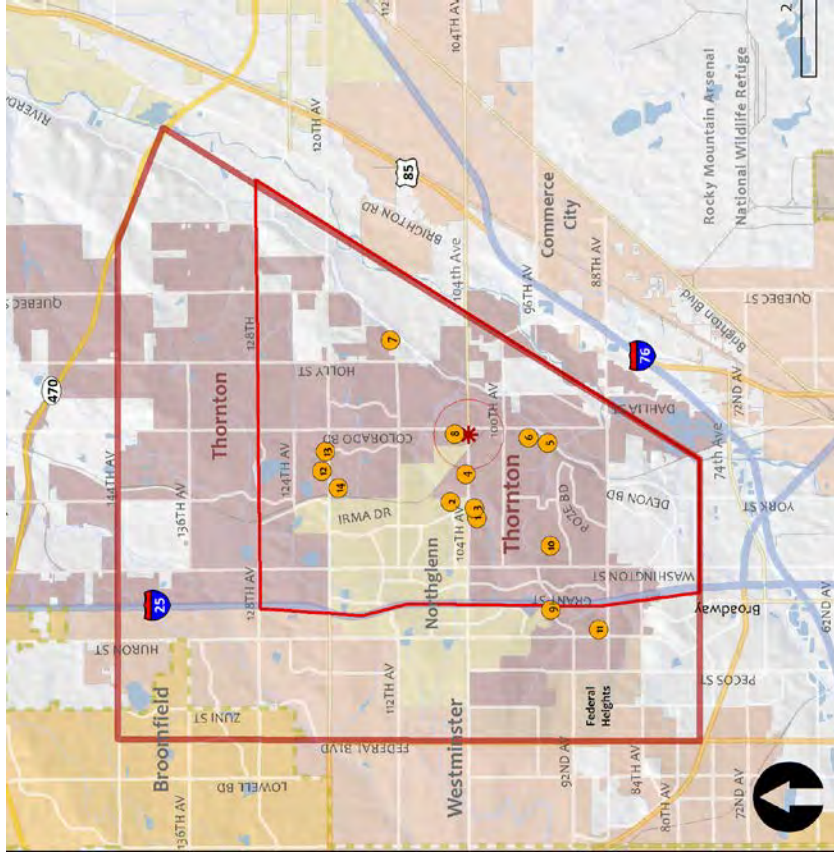 RIVERD
470
144TH AV
136TH AV
136TH AV
QUEBEC ST
HURON ST
25
Broomfield
ZUNI ST
LOWELL BD
Thornton
128TH AV
128TH
124TH AV
120TH AV
HOLLY ST
COLORADO BD
12
13
14
7
IRMA DR
112TH AV
112
FEDERAL BLVD
BRIGHTON RD
85
Northglenn
2
8
4
1
3
104TH AV
104th Ave
104TH AV
Westminster
100TH AV
Thornton
6
5
96TH AV
Commerce
City
88TH AV
10
POZE BD
9
GRANT ST
11
92ND AV
Federal
Heights
84TH AV
DEVON BD
DAHLIA ST
76
WASHINGTON ST
80TH AV
PECOS ST
Broadway
74th Ave
72ND AV
72ND AV
YORK ST
62ND AV
Brighton Blvd
QUEBEC ST
Rocky Mountain Arsenal
National Wildlife Refuge
2